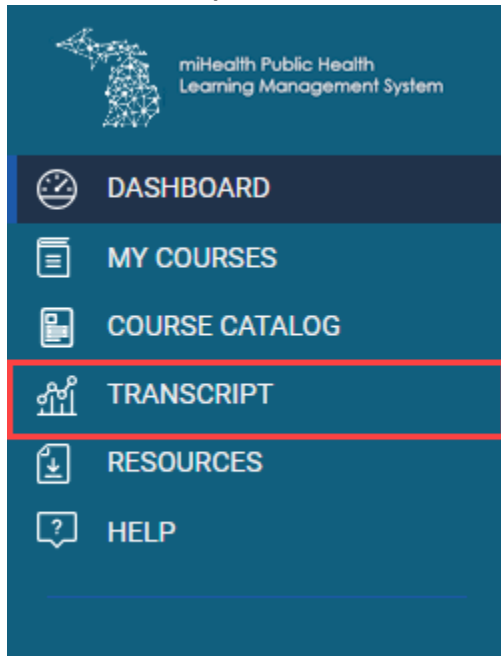 miHealth Public Health
Learning Management System
DASHBOARD
MY COURSES
COURSE CATALOG
TRANSCRIPT
RESOURCES
HELP